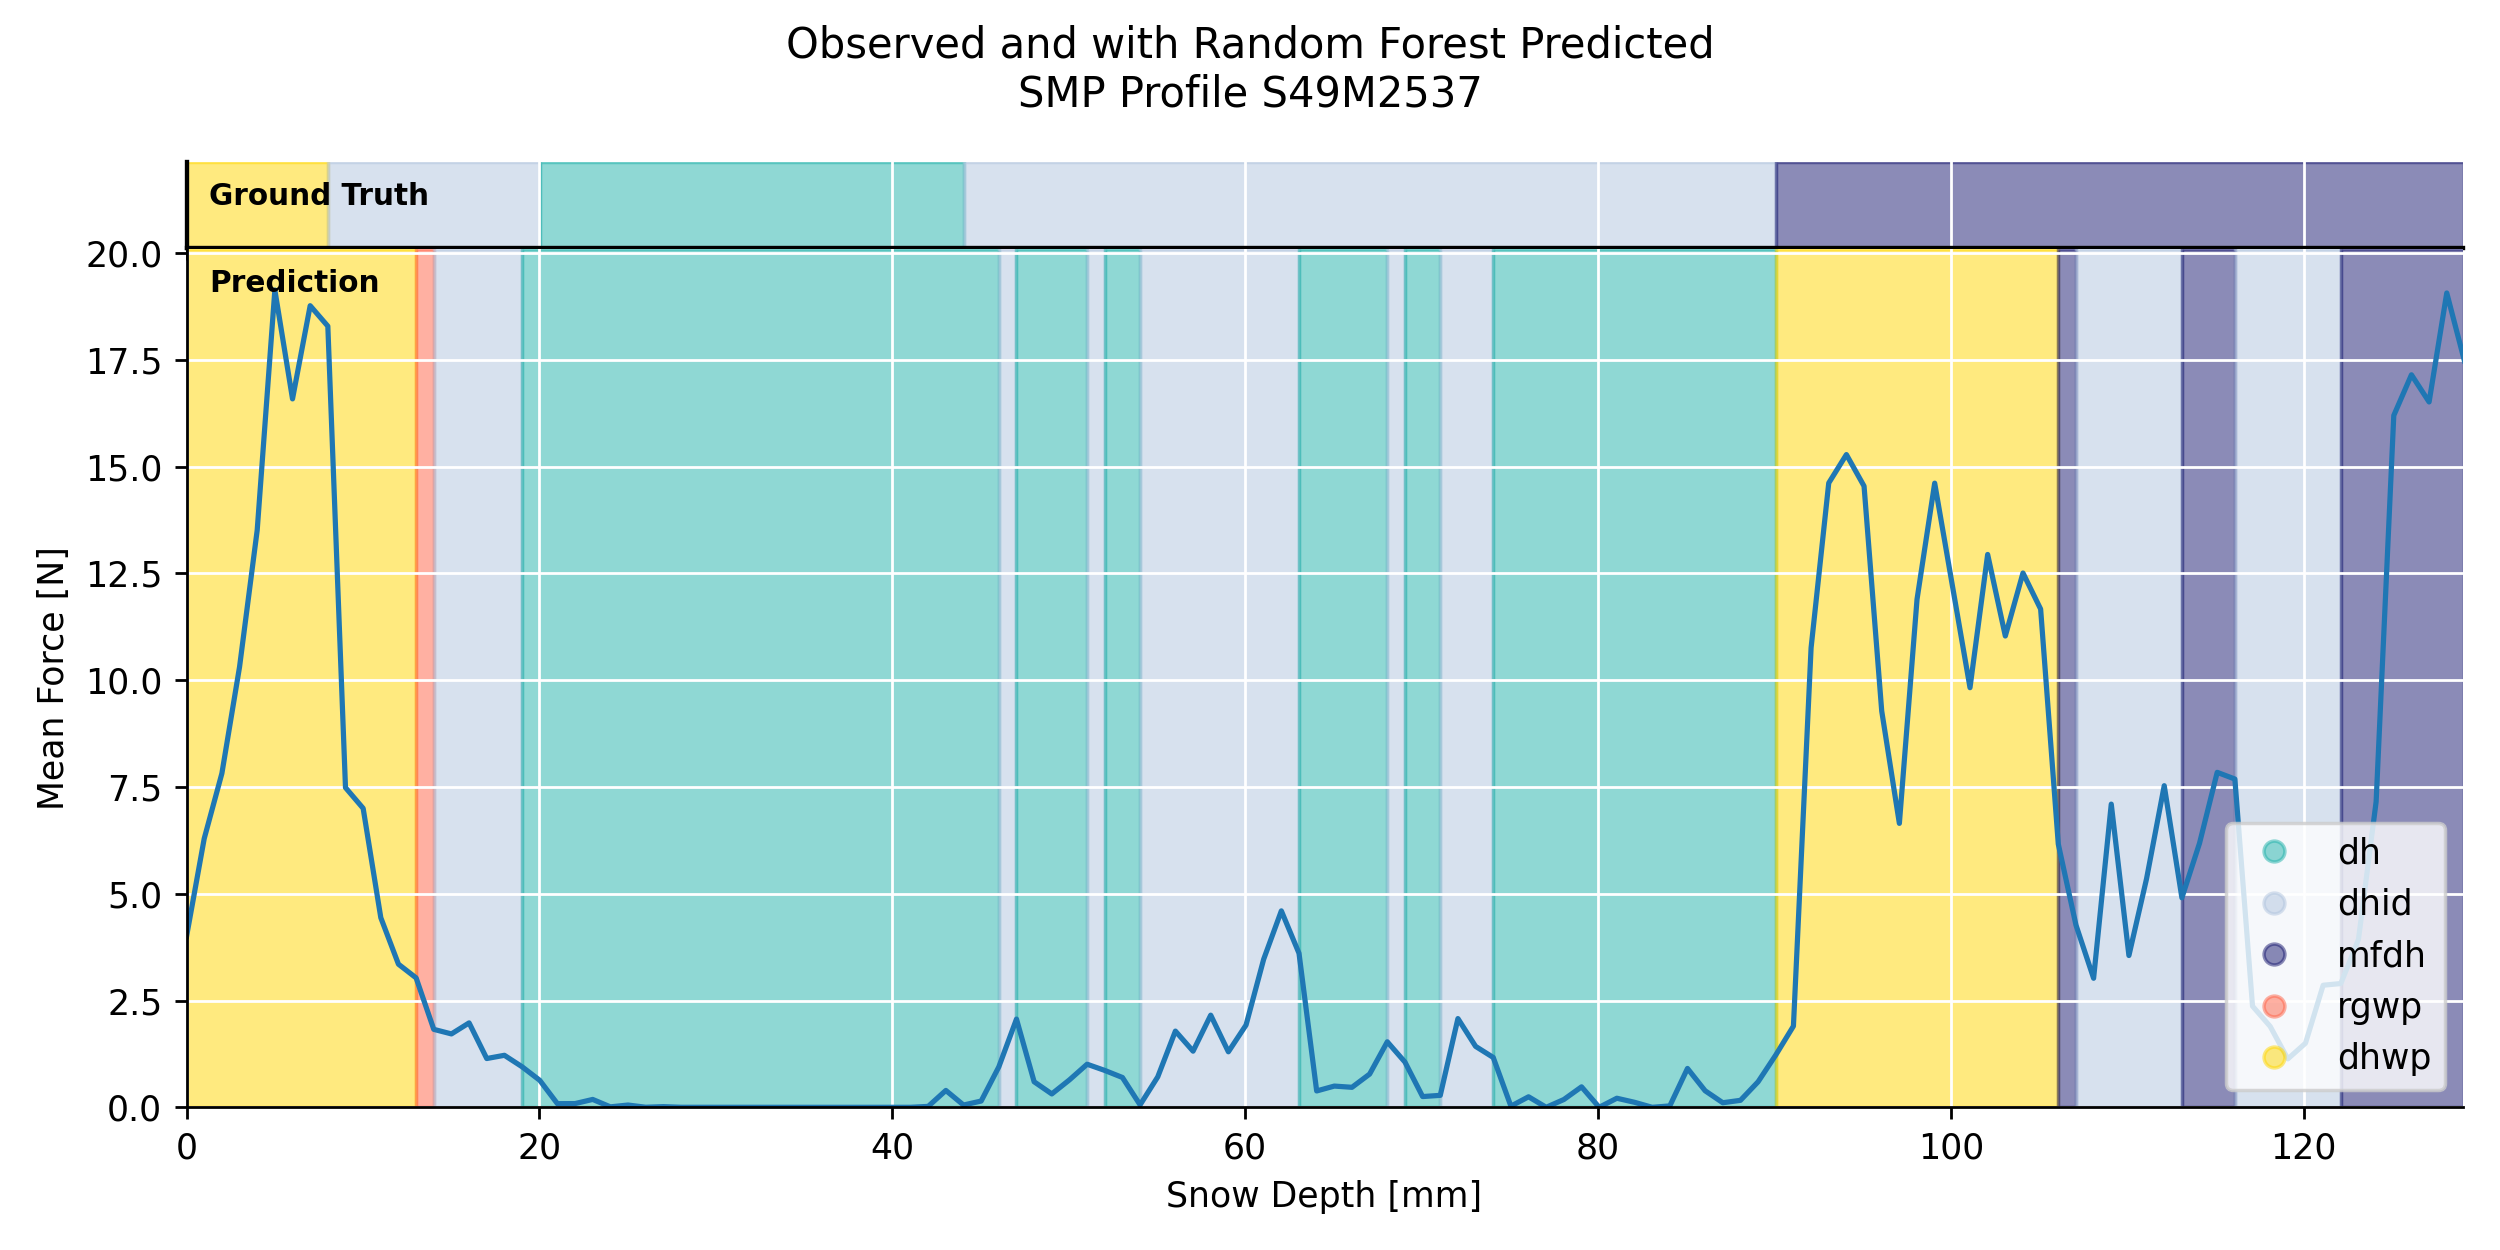 Observed and with Random Forest Predicted
SMP Profile S49M2537
Ground Truth
Prediction
20.0
17.5
15.0
12.5
10.0
7.5
5.0
2.5
0.0
Mean Force [N]
0 20 40 60 80 100 120
Snow Depth [mm]
dh
dhid
mfdh
rgwp
dhwp